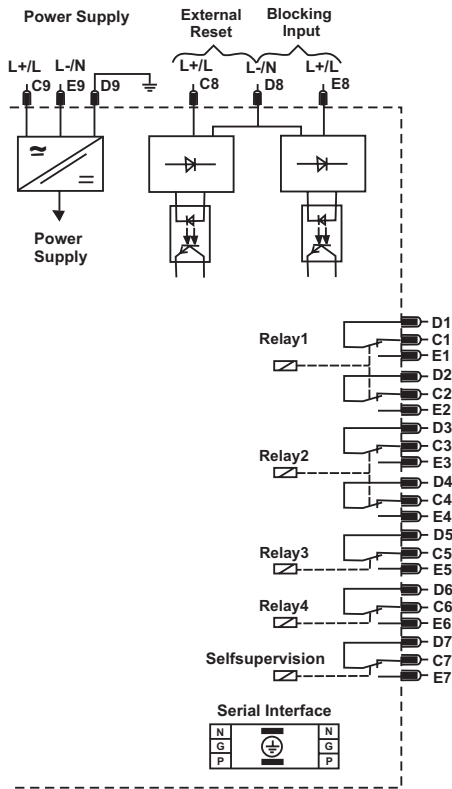 Power Supply
External
Reset
Blocking
Input
L+/L
L-/N
C9
E9
D9
L+/L
C8
L-/N
D8
L+/L
E8
Power
Supply
D1
Relay1
C1
E1
D2
C2
E2
D3
C3
Relay2
E3
D4
C4
E4
D5
Relay3
C5
E5
D6
Relay4
C6
E6
D7
Selfsupervision
C7
E7
Serial Interface
N
N
G
G
P
P